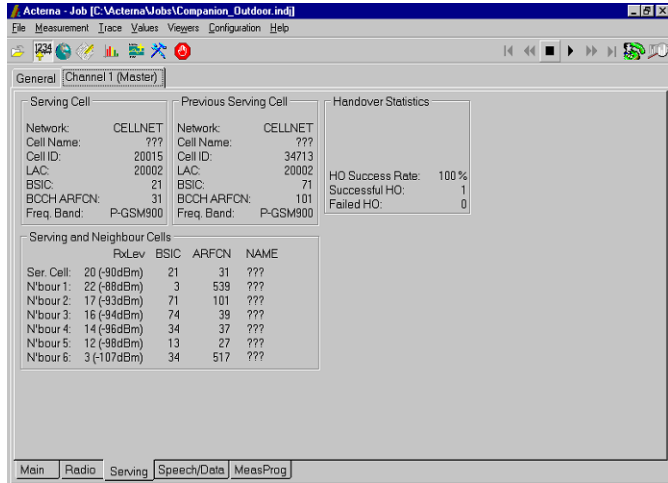 Acterna - Job [C:\Acterna\Jobs\Companion_Outdoor.indj]
File Measurement Trace Values Viewers Configuration Help
1234
General Channel 1 (Master)
Serving Cell
Network: CELLNET
Cell Name: ???
Cell ID: 20015
LAC: 20002
BSIC: 21
BCCH ARFCN: 31
Freq. Band: P-GSM900
Previous Serving Cell
Network: CELLNET
Cell Name: ???
Cell ID: 34713
LAC: 20002
BSIC: 71
BCCH ARFCN: 101
Freq. Band: P-GSM900
Handover Statistics
HO Success Rate: 100 %
Successful HO: 1
Failed HO: 0
Serving and Neighbour Cells
RxLev BSIC ARFCN NAME
Ser. Cell: 20 (-90dBm) 21 31 ???
N'bour 1: 22 (-88dBm) 3 539 ???
N'bour 2: 17 (-93dBm) 71 101 ???
N'bour 3: 16 (-94dBm) 74 39 ???
N'bour 4: 14 (-96dBm) 34 37 ???
N'bour 5: 12 (-98dBm) 13 27 ???
N'bour 6: 3 (-107dBm) 34 517 ???
Main Radio Serving Speech/Data MeasProg